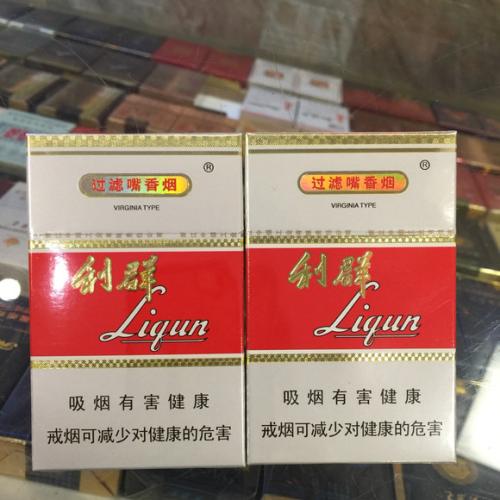 过滤嘴香烟
®
VIRGINIA TYPE
利群
Liqun
吸烟有害健康
戒烟可减少对健康的危害
过滤嘴香烟
®
VIRGINIA TYPE
利群
Liqun
吸烟有害健康
戒烟可减少对健康的危害